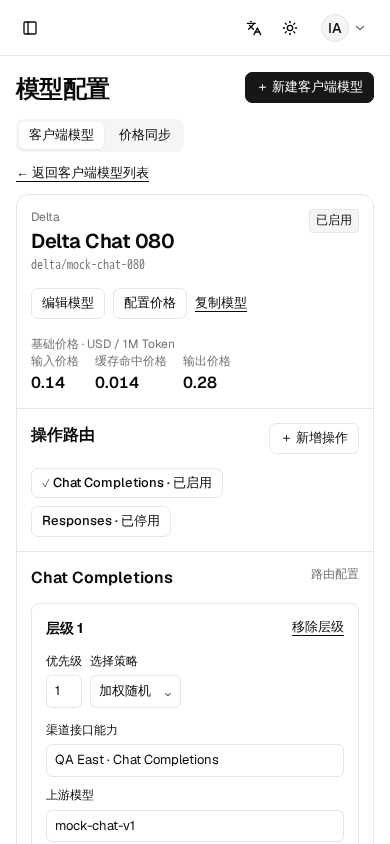 IA
模型配置
＋ 新建客户端模型
客户端模型
价格同步
← 返回客户端模型列表
Delta
已启用
Delta Chat 080
delta/mock-chat-080
编辑模型
配置价格
复制模型
基础价格 · USD / 1M Token
输入价格 缓存命中价格 输出价格
0.14 0.014 0.28
操作路由
＋ 新增操作
✓ Chat Completions · 已启用
Responses · 已停用
Chat Completions
路由配置
层级 1
移除层级
优先级 选择策略
1 加权随机
渠道接口能力
QA East · Chat Completions
上游模型
mock-chat-v1